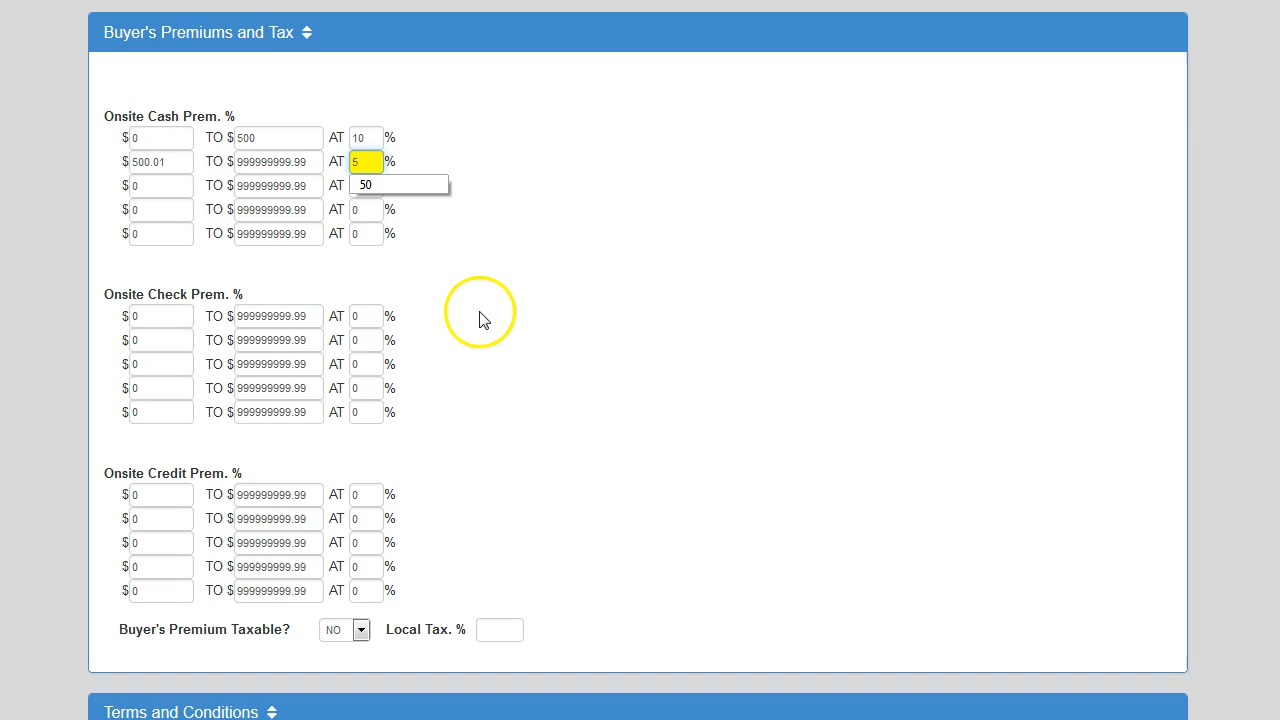 Buyer's Premiums and Tax
Onsite Cash Prem. %
$ 0 TO $ 500 AT 10 %
$ 500.01 TO $ 999999999.99 AT 5 %
$ 0 TO $ 999999999.99 AT 50
$ 0 TO $ 999999999.99 AT 0 %
$ 0 TO $ 999999999.99 AT 0 %
Onsite Check Prem. %
$ 0 TO $ 999999999.99 AT 0 %
$ 0 TO $ 999999999.99 AT 0 %
$ 0 TO $ 999999999.99 AT 0 %
$ 0 TO $ 999999999.99 AT 0 %
$ 0 TO $ 999999999.99 AT 0 %
Onsite Credit Prem. %
$ 0 TO $ 999999999.99 AT 0 %
$ 0 TO $ 999999999.99 AT 0 %
$ 0 TO $ 999999999.99 AT 0 %
$ 0 TO $ 999999999.99 AT 0 %
$ 0 TO $ 999999999.99 AT 0 %
Buyer's Premium Taxable? NO Local Tax. %
Terms and Conditions